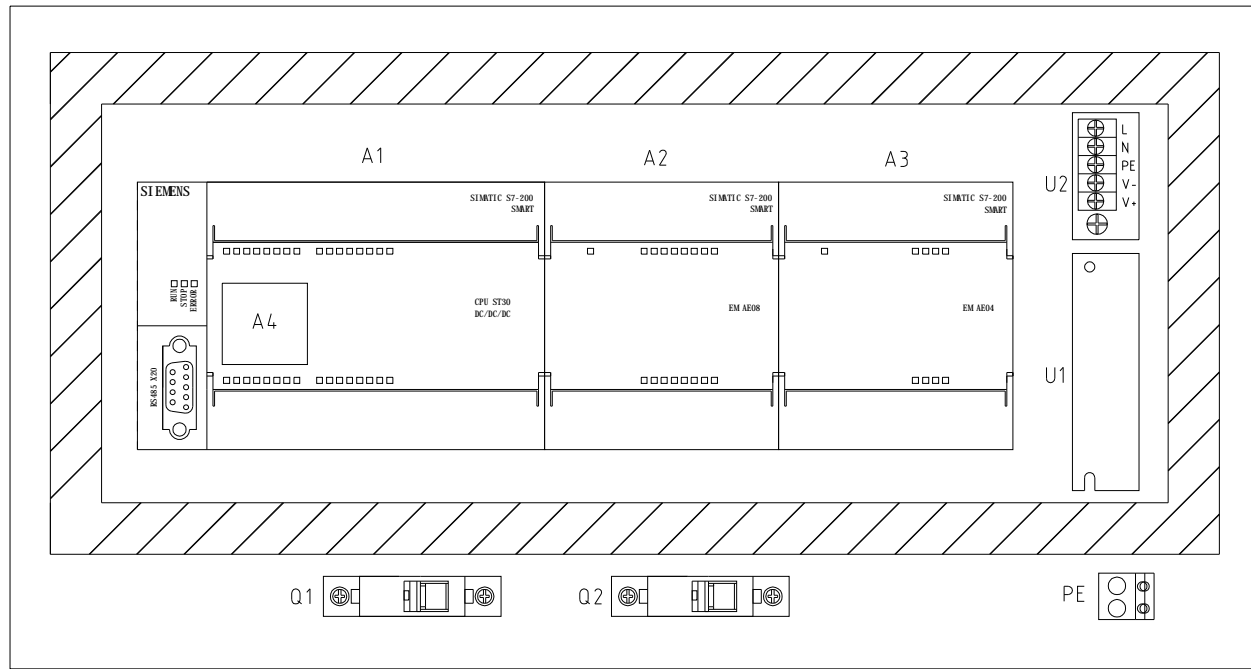 A1
A2
A3
L
N
PE
V-
V+
U2
SIEMENS
SIMATIC S7-200
SMART
SIMATIC S7-200
SMART
SIMATIC S7-200
SMART
RUN
STOP
ERROR
CPU ST30
DC/DC/DC
EM AE08
EM AE04
A4
RS485 X20
U1
Q1
Q2
PE